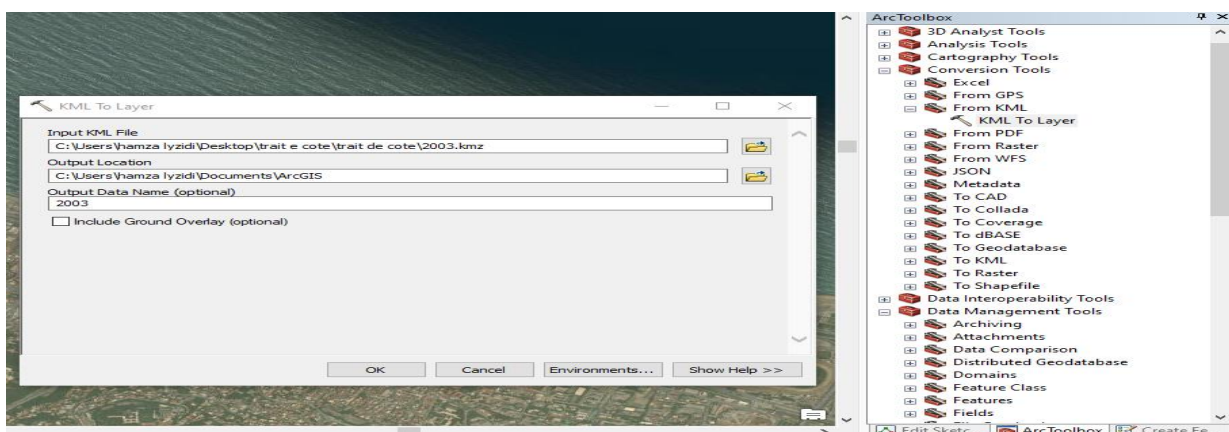 KML To Layer
Input KML File
C:\Users\hamza lyzidi\Desktop\trait e cote\trait de cote\2003.kmz
Output Location
C:\Users\hamza lyzidi\Documents\ArcGIS
Output Data Name (optional)
2003
Include Ground Overlay (optional)
OK
Cancel
Environments...
Show Help >>
ArcToolbox
3D Analyst Tools
Analysis Tools
Cartography Tools
Conversion Tools
Excel
From GPS
From KML
KML To Layer
From PDF
From Raster
From WFS
JSON
Metadata
To CAD
To Collada
To Coverage
To dBASE
To Geodatabase
To KML
To Raster
To Shapefile
Data Interoperability Tools
Data Management Tools
Archiving
Attachments
Data Comparison
Distributed Geodatabase
Domains
Feature Class
Features
Fields
Edit Sketc
ArcToolbox
Create Fe